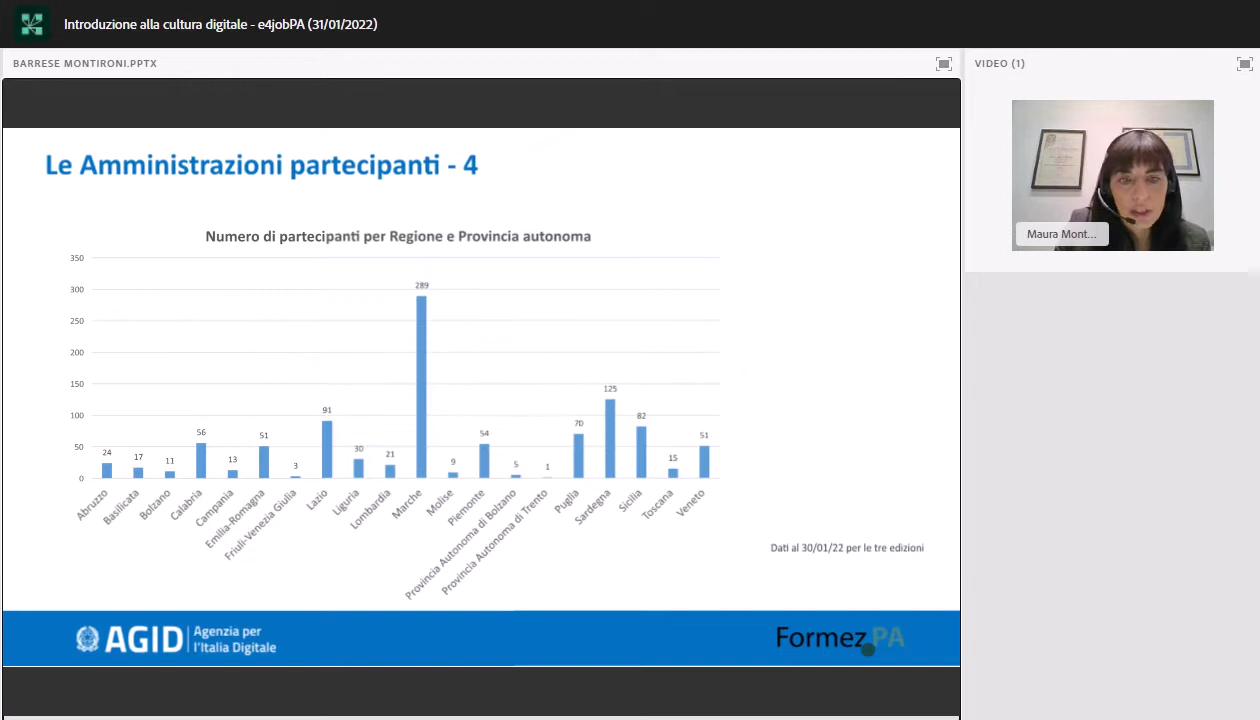 Introduzione alla cultura digitale - e4jobPA (31/01/2022)
BARRESE MONTIRONI.PPTX
VIDEO (1)
Maura Mont...
Le Amministrazioni partecipanti - 4
Numero di partecipanti per Regione e Provincia autonoma
350
300
250
200
150
100
50
0
24
17
11
56
13
51
3
91
30
21
289
9
54
5
1
70
125
82
15
51
Abruzzo
Basilicata
Bolzano
Calabria
Campania
Emilia-Romagna
Friuli-Venezia Giulia
Lazio
Liguria
Lombardia
Marche
Molise
Piemonte
Provincia Autonoma di Bolzano
Provincia Autonoma di Trento
Puglia
Sardegna
Sicilia
Toscana
Veneto
Dati al 30/01/22 per le tre edizioni
AGID
Agenzia per
l'Italia Digitale
Formez PA